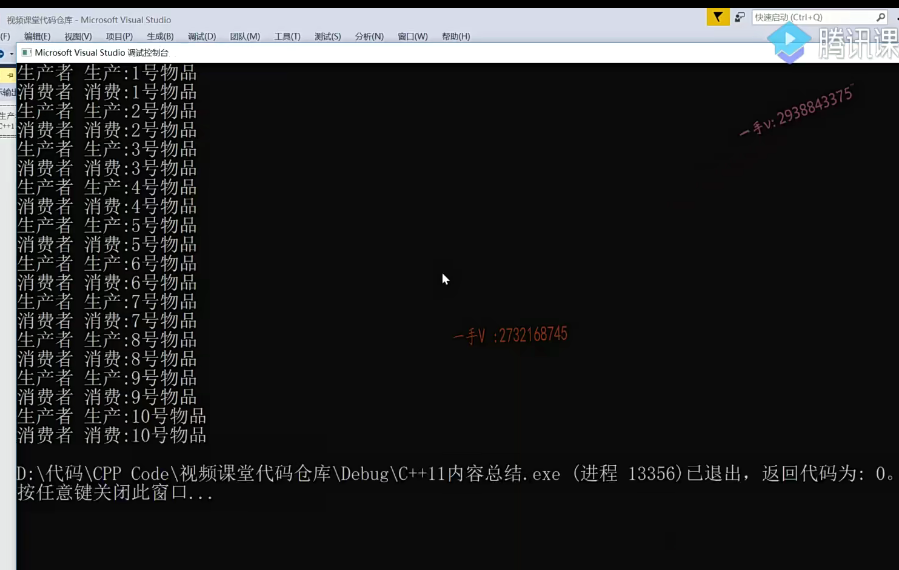 视频课堂代码仓库 - Microsoft Visual Studio
快速启动 (Ctrl+Q)
(F) 编辑(E) 视图(V) 项目(P) 生成(B) 调试(D) 团队(M) 工具(T) 测试(S) 分析(N) 窗口(W) 帮助(H)
腾讯课
Microsoft Visual Studio 调试控制台
生产者 生产:1号物品
消费者 消费:1号物品
生产者 生产:2号物品
消费者 消费:2号物品
生产者 生产:3号物品
消费者 消费:3号物品
生产者 生产:4号物品
消费者 消费:4号物品
生产者 生产:5号物品
消费者 消费:5号物品
生产者 生产:6号物品
消费者 消费:6号物品
生产者 生产:7号物品
消费者 消费:7号物品
生产者 生产:8号物品
消费者 消费:8号物品
生产者 生产:9号物品
消费者 消费:9号物品
生产者 生产:10号物品
消费者 消费:10号物品
一手v: 2938843375
一手V :2732168745
D:\代码\CPP Code\视频课堂代码仓库\Debug\C++11内容总结.exe (进程 13356)已退出，返回代码为: 0。
按任意键关闭此窗口...